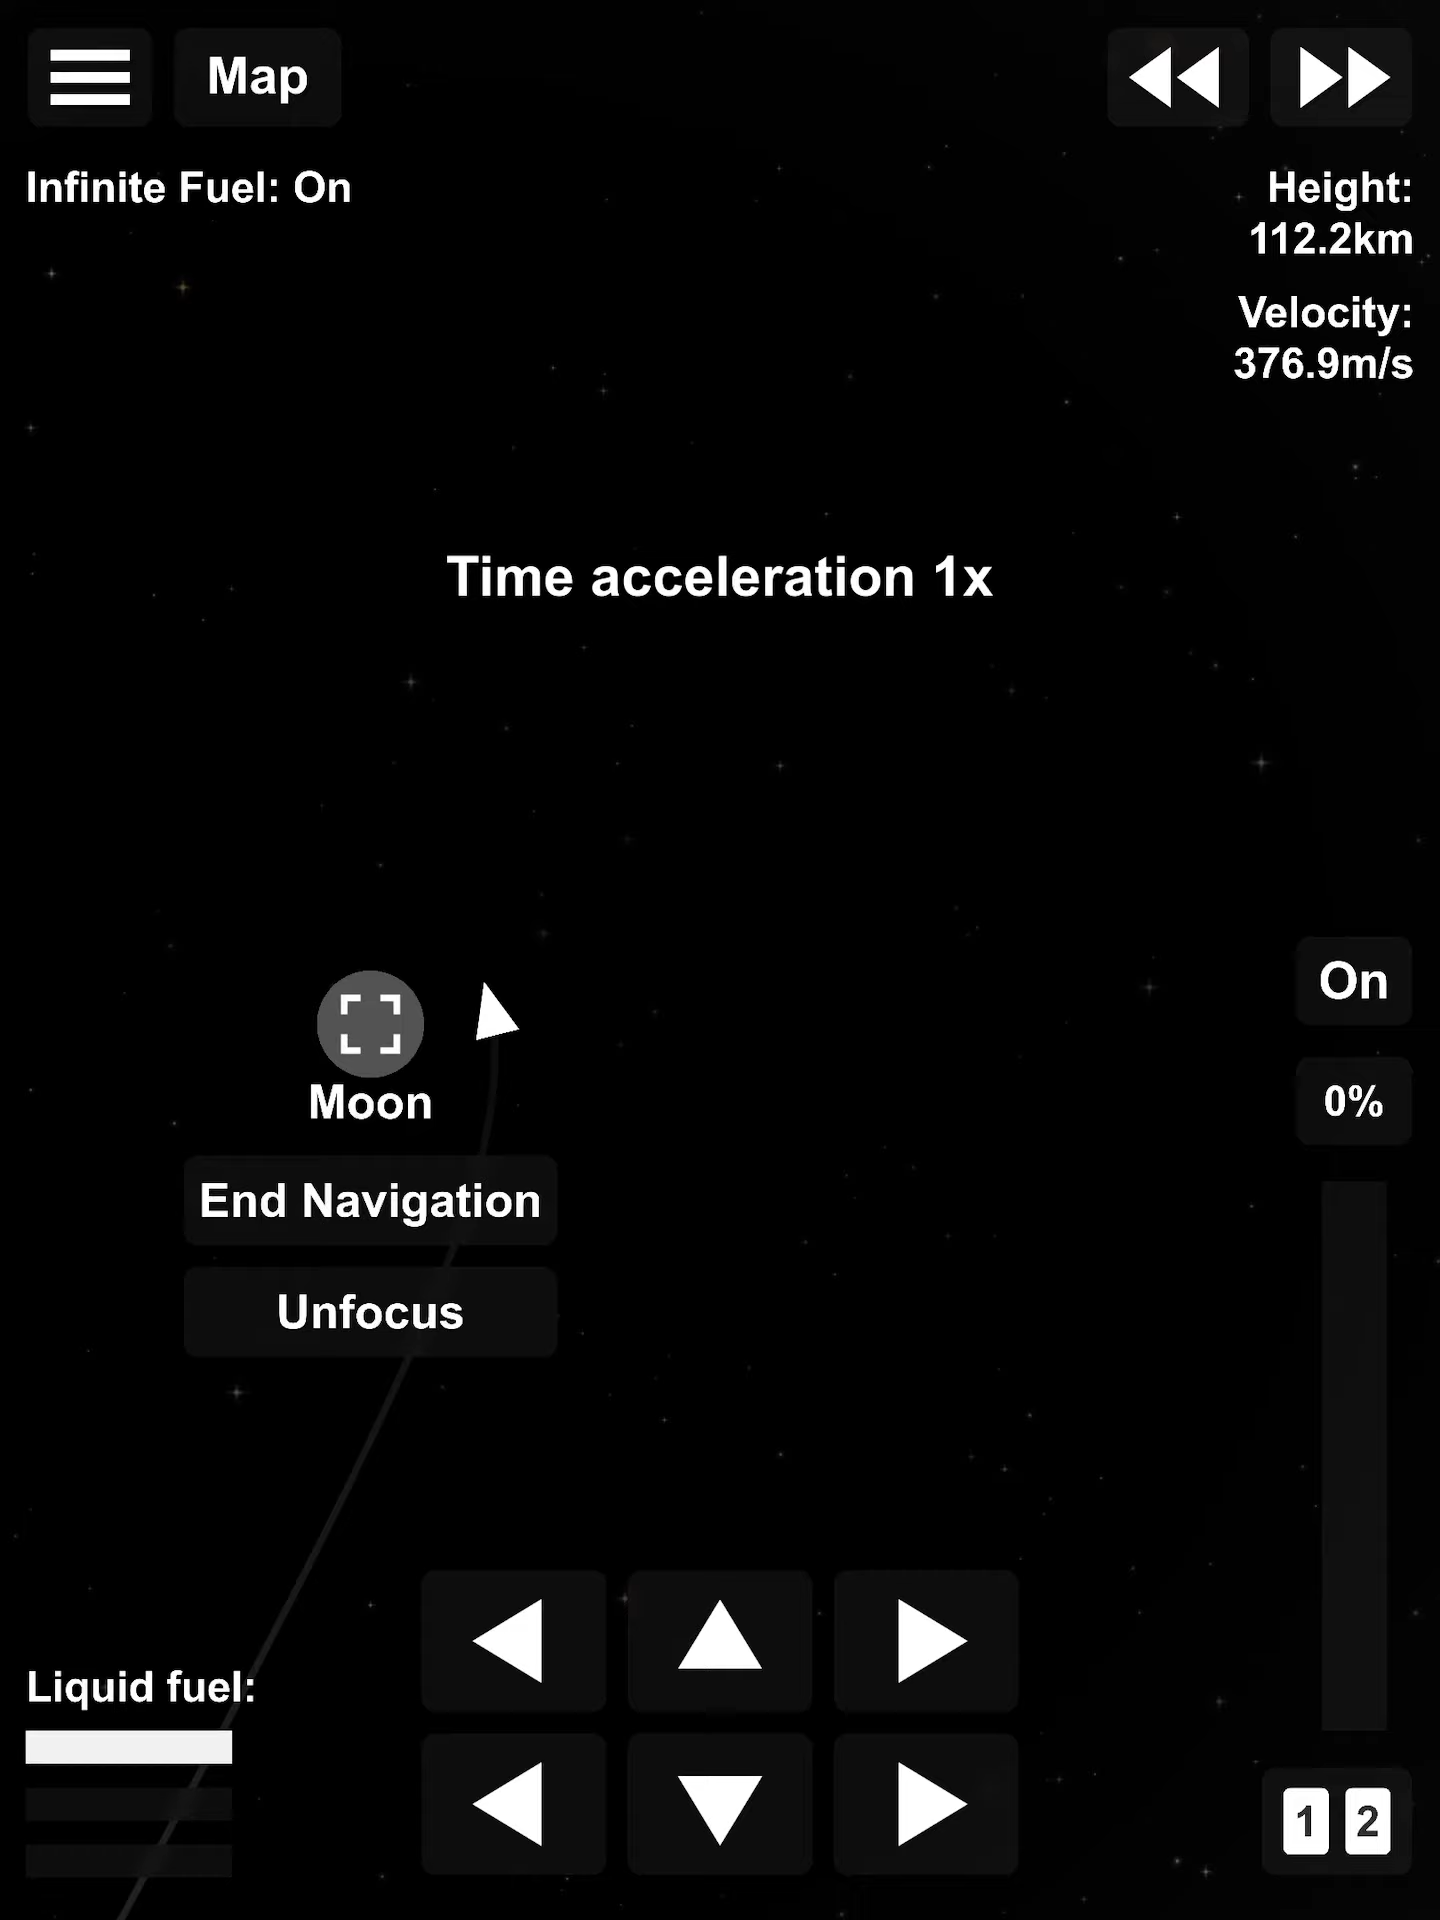 Map
Infinite Fuel: On
Height:
112.2km
Velocity:
376.9m/s
Time acceleration 1x
On
0%
Moon
End Navigation
Unfocus
Liquid fuel:
1 2